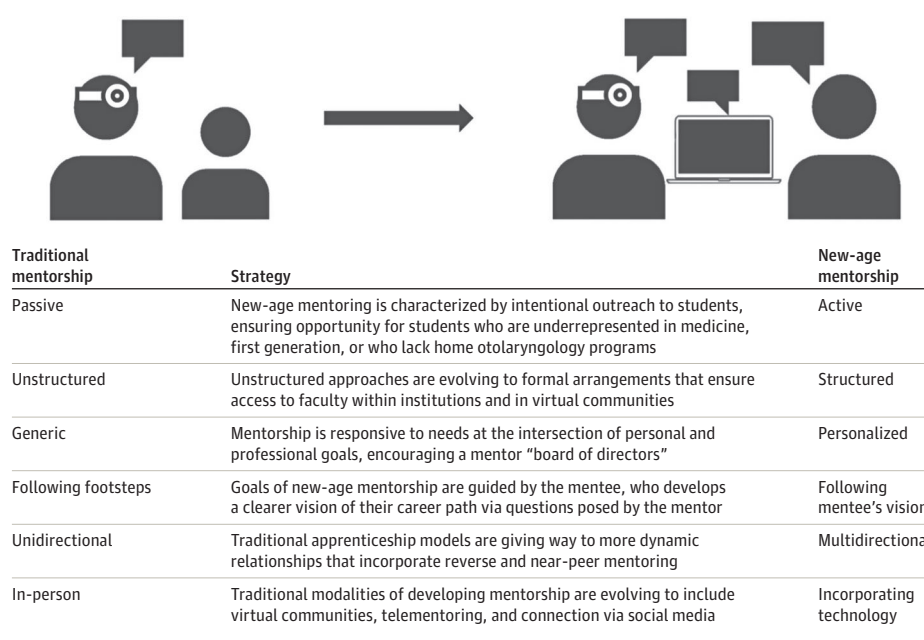 Traditional
mentorship
Strategy
New-age
mentorship
Passive
New-age mentoring is characterized by intentional outreach to students,
ensuring opportunity for students who are underrepresented in medicine,
first generation, or who lack home otolaryngology programs
Active
Unstructured
Unstructured approaches are evolving to formal arrangements that ensure
access to faculty within institutions and in virtual communities
Structured
Generic
Mentorship is responsive to needs at the intersection of personal and
professional goals, encouraging a mentor “board of directors”
Personalized
Following footsteps
Goals of new-age mentorship are guided by the mentee, who develops
a clearer vision of their career path via questions posed by the mentor
Following
mentee's vision
Unidirectional
Traditional apprenticeship models are giving way to more dynamic
relationships that incorporate reverse and near-peer mentoring
Multidirectiona
In-person
Traditional modalities of developing mentorship are evolving to include
virtual communities, telementoring, and connection via social media
Incorporating
technology